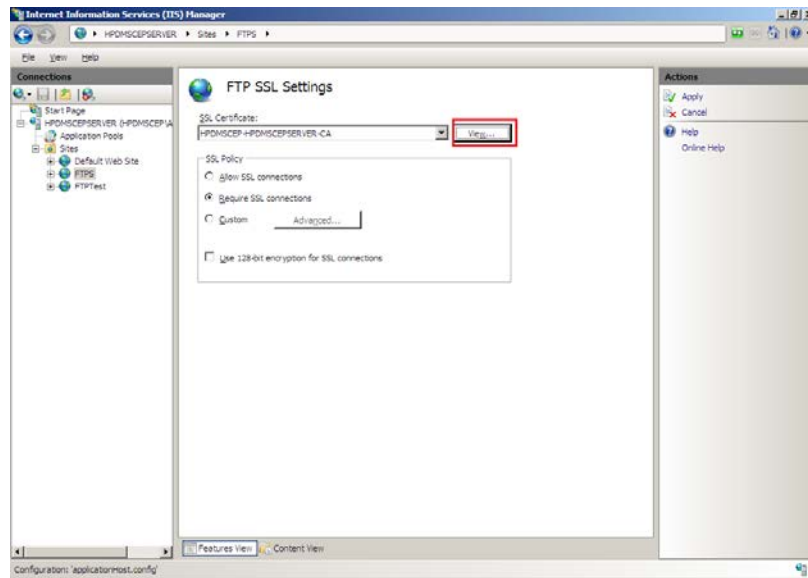 Internet Information Services (IIS) Manager
HPDMSCEPSERVER ▸ Sites ▸ FTPS ▸
File View Help
Connections
Start Page
HPDMSCEPSERVER (HPDMSCEP\A
Application Pools
Sites
Default Web Site
FTPS
FTPTest
FTP SSL Settings
SSL Certificate:
HPDMSCEP-HPDMSCEPSERVER-CA
View...
SSL Policy
Allow SSL connections
Require SSL connections
Custom
Advanced...
Use 128-bit encryption for SSL connections
Features View
Content View
Actions
Apply
Cancel
Help
Online Help
Configuration: 'applicationHost.config'